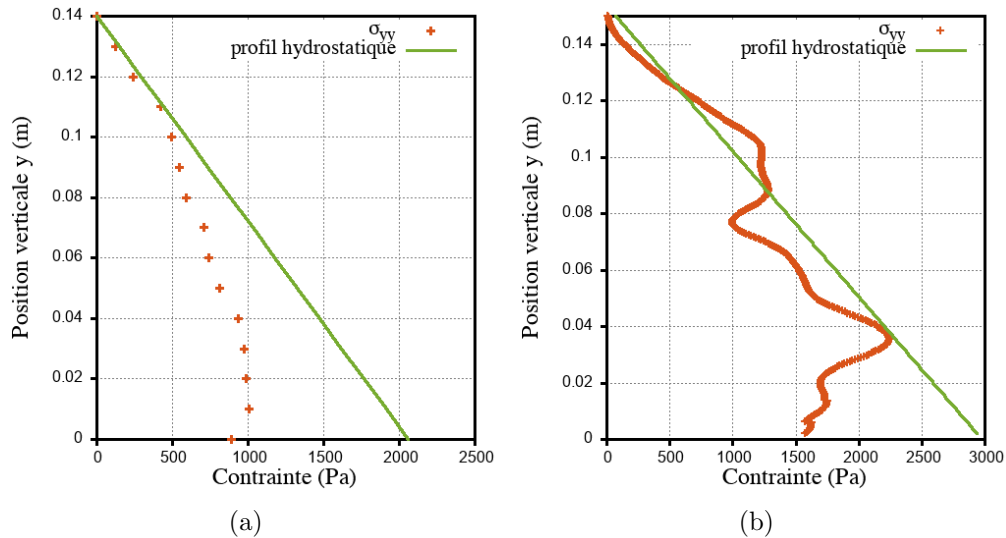 0.14
0.12
0.1
0.08
0.06
0.04
0.02
0
0 500 1000 1500 2000 2500
Position verticale y (m)
Contrainte (Pa)
σyy
profil hydrostatique
(a)
0.14
0.12
0.1
0.08
0.06
0.04
0.02
0
0 500 1000 1500 2000 2500 3000
Position verticale y (m)
Contrainte (Pa)
σyy
profil hydrostatique
(b)